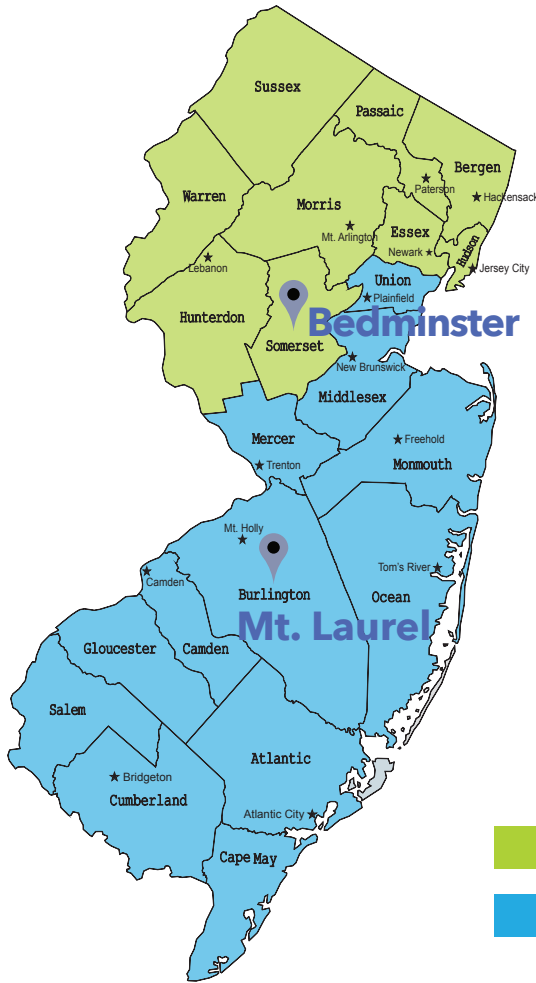 Sussex
Passaic
Bergen
Paterson
Hackensack
Warren
Morris
Mt. Arlington
Essex
Newark
Hudson
Jersey City
Lebanon
Union
Plainfield
Hunterdon
Bedminster
Somerset
New Brunswick
Middlesex
Mercer
Freehold
Trenton
Monmouth
Mt. Holly
Tom's River
Camden
Burlington
Ocean
Mt. Laurel
Gloucester
Camden
Salem
Atlantic
Bridgeton
Cumberland
Atlantic City
Cape May